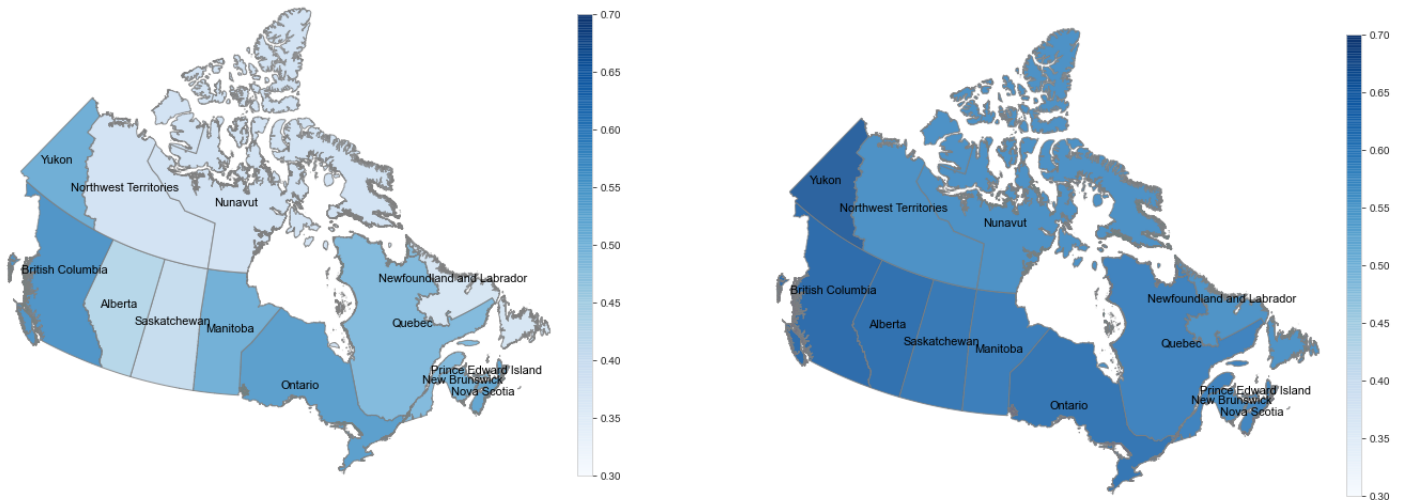 0.70
0.65
0.60
0.55
0.50
0.45
0.40
0.35
0.30
Yukon
Northwest Territories
Nunavut
British Columbia
Alberta
Saskatchewan
Manitoba
Newfoundland and Labrador
Quebec
Ontario
Prince Edward Island
New Brunswick
Nova Scotia
0.70
0.65
0.60
0.55
0.50
0.45
0.40
0.35
0.30
Yukon
Northwest Territories
Nunavut
British Columbia
Alberta
Saskatchewan
Manitoba
Newfoundland and Labrador
Quebec
Ontario
Prince Edward Island
New Brunswick
Nova Scotia